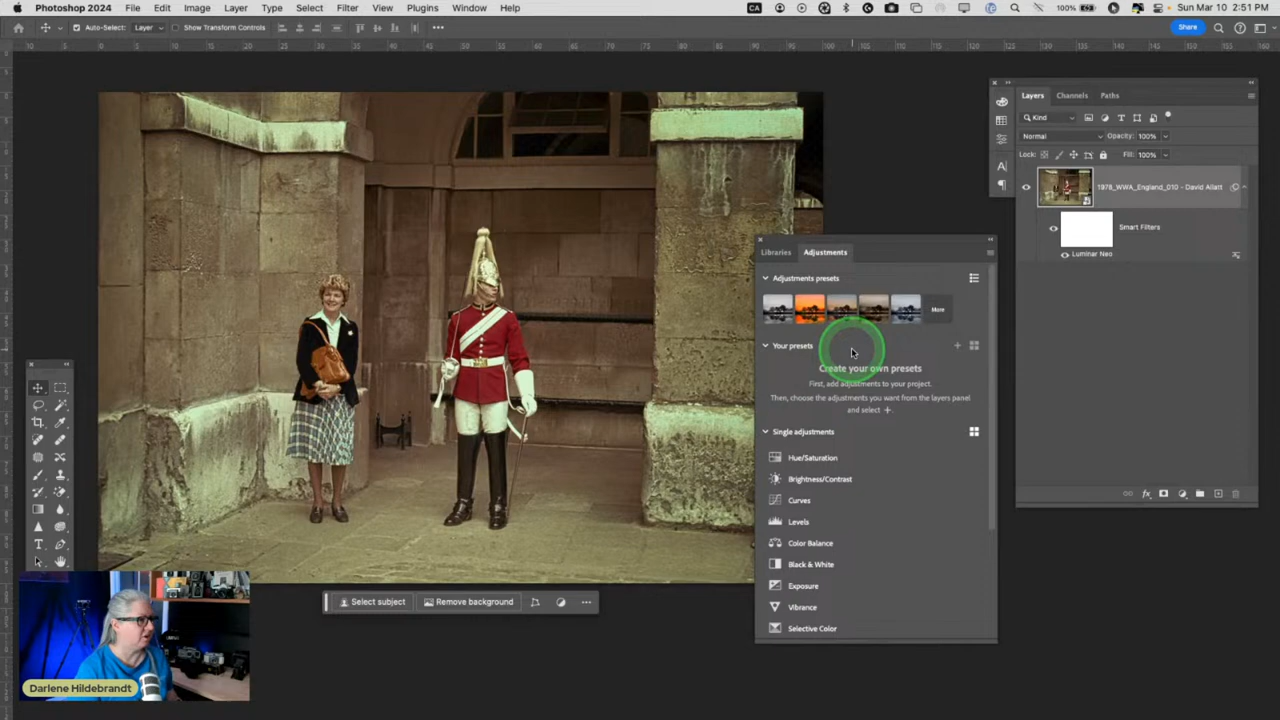 Photoshop 2024 File Edit Image Layer Type Select Filter View Plugins Window Help 100% Sun Mar 10 2:51 PM
Auto-Select: Layer Show Transform Controls Share
Layers Channels Paths
Kind
Normal Opacity: 100%
Lock: Fill: 100%
1978_WWA_England_010 - David Allart
Smart Filters
Luminar Neo
Libraries Adjustments
Adjustments presets
More
Your presets
Create your own presets
First, add adjustments to your project.
Then, choose the adjustments you want from the layers panel
and select +.
Single adjustments
Hue/Saturation
Brightness/Contrast
Curves
Levels
Color Balance
Black & White
Exposure
Vibrance
Selective Color
Select subject Remove background
Darlene Hildebrandt